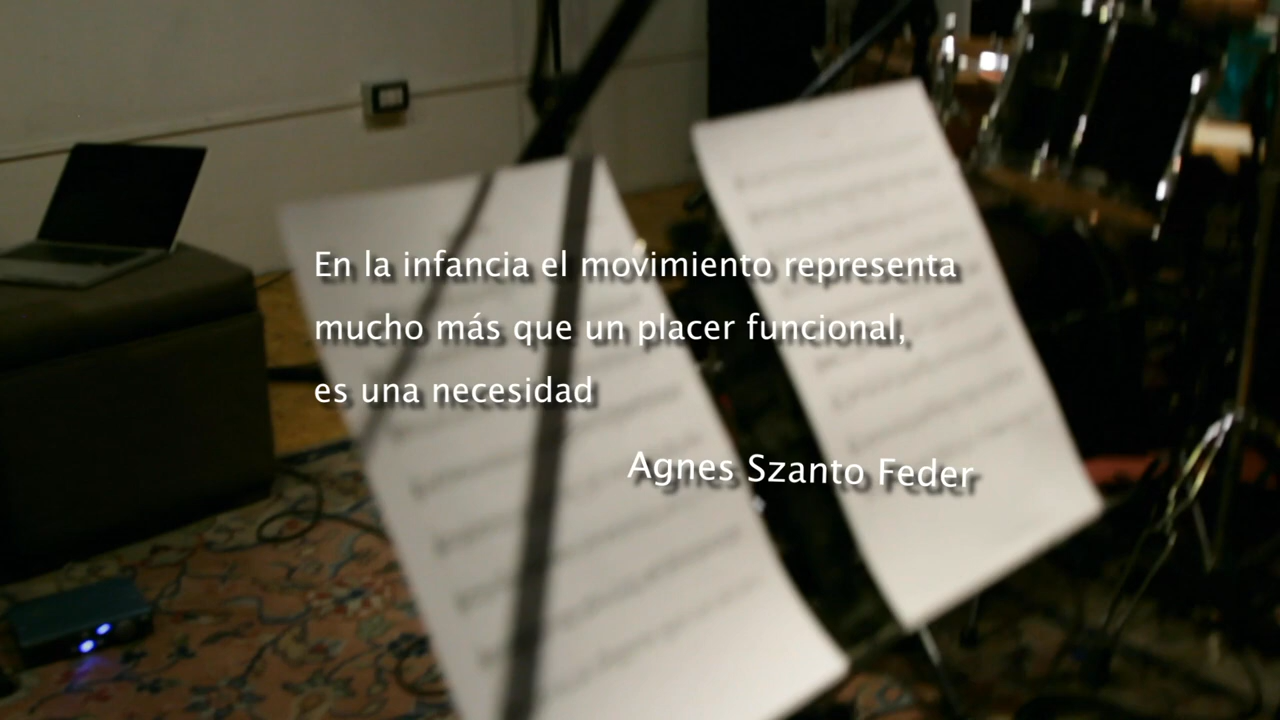 En la infancia el movimiento representa
mucho más que un placer funcional,
es una necesidad
Agnes Szanto Feder